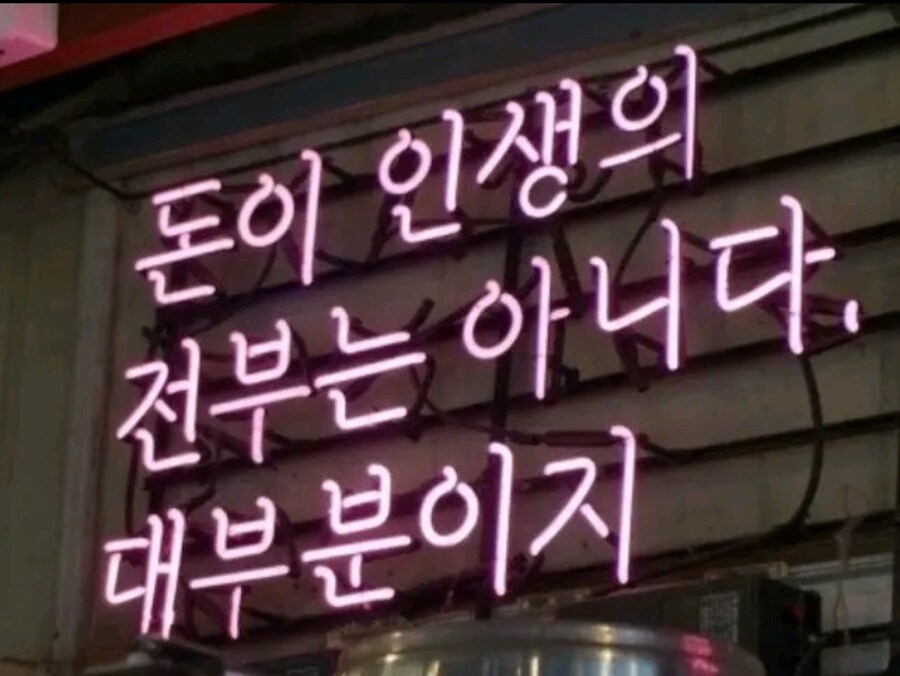 돈이 인생의
전부는 아니다.
대부분이지